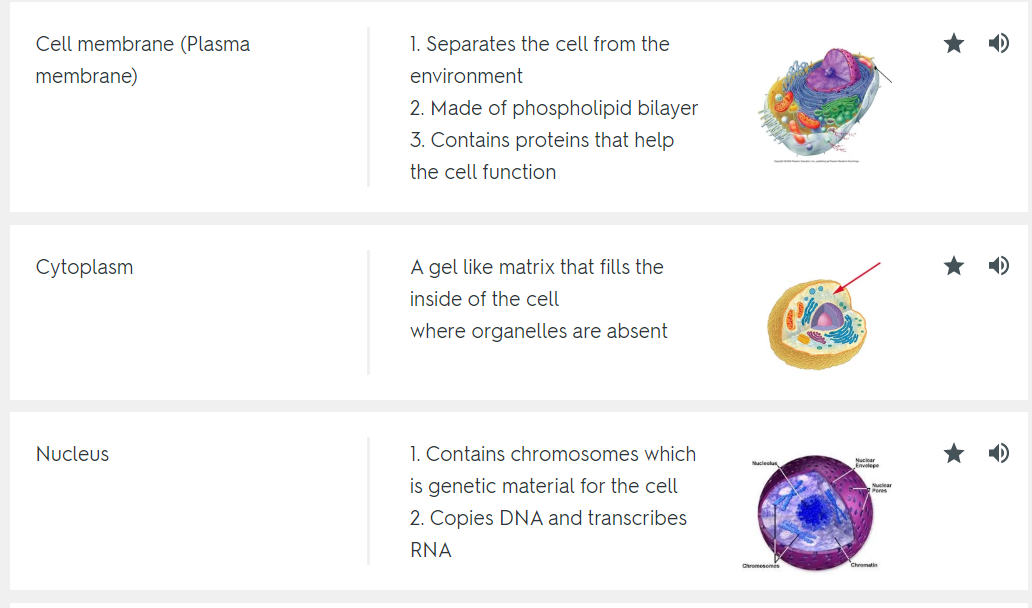 Cell membrane (Plasma
membrane)
1. Separates the cell from the
environment
2. Made of phospholipid bilayer
3. Contains proteins that help
the cell function
Cytoplasm
A gel like matrix that fills the
inside of the cell
where organelles are absent
Nucleus
1. Contains chromosomes which
is genetic material for the cell
2. Copies DNA and transcribes
RNA
Nucleolus
Nuclear
Envelope
Nuclear
Pores
Chromosomes
Chromatin